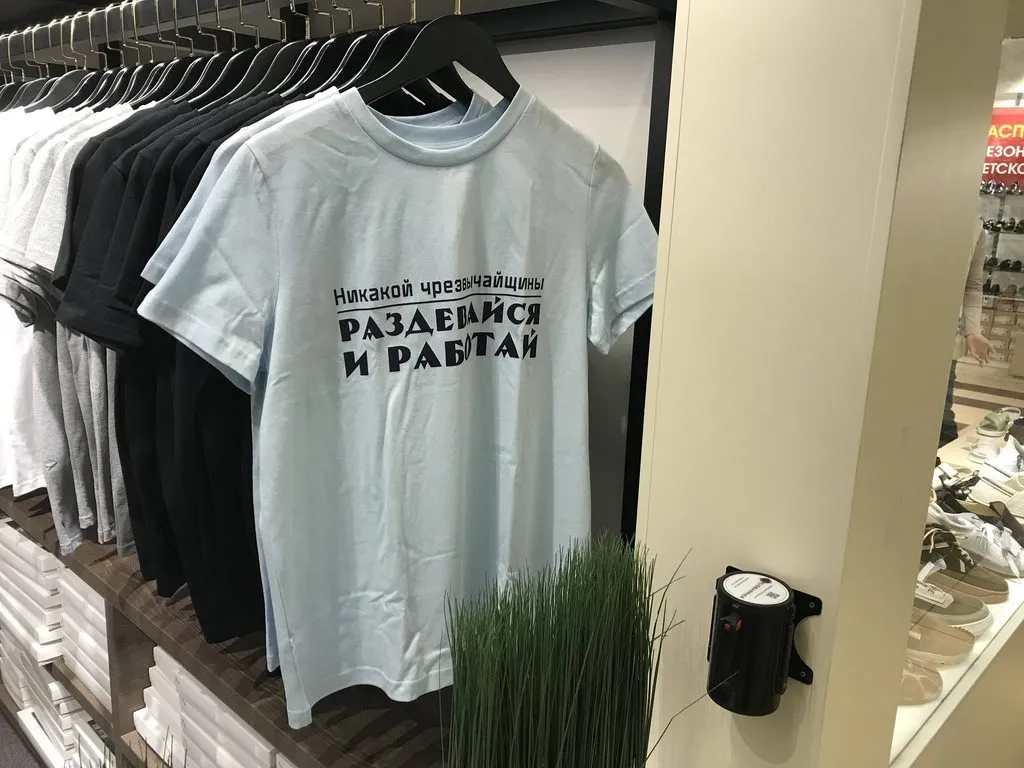 Никакой чрезвычайщины
РАЗДЕВАЙСЯ
И РАБОТАЙ